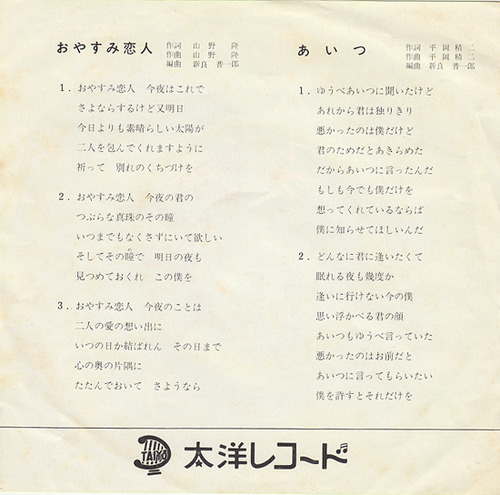 おやすみ恋人
作詞 山野 隆
作曲 山野 隆
編曲 新良 晋一郎
1. おやすみ恋人 今夜はこれで
さよならするけど又明日
今日よりも素晴らしい太陽が
二人を包んでくれますように
祈って 別れのくちづけを
2. おやすみ恋人 今夜の君の
つぶらな真珠のその瞳
いつまでもなくさずにいて欲しい
そしてその瞳で 明日の夜も
見つめておくれ この僕を
3. おやすみ恋人 今夜のことは
二人の愛の想い出に
いつの日か結ばれん その日まで
心の奥の片隅に
たたんでおいて さようなら
あいつ
作詞 平岡 精二
作曲 平岡 精二
編曲 新良 晋一郎
1. ゆうべあいつに聞いたけど
あれから君は独りきり
悪かったのは僕だけど
君のためだとあきらめた
だからあいつに言ったんだ
もしも今でも僕だけを
想ってくれているならば
僕に知らせてほしいんだ
2. どんなに君に逢いたくて
眠れる夜も幾度か
逢いに行けない今の僕
思い浮かべる君の顔
あいつもゆうべ言っていた
悪かったのはお前だと
あいつに言ってもらいたい
僕を許すとそれだけを
TAIYO
太洋レコード